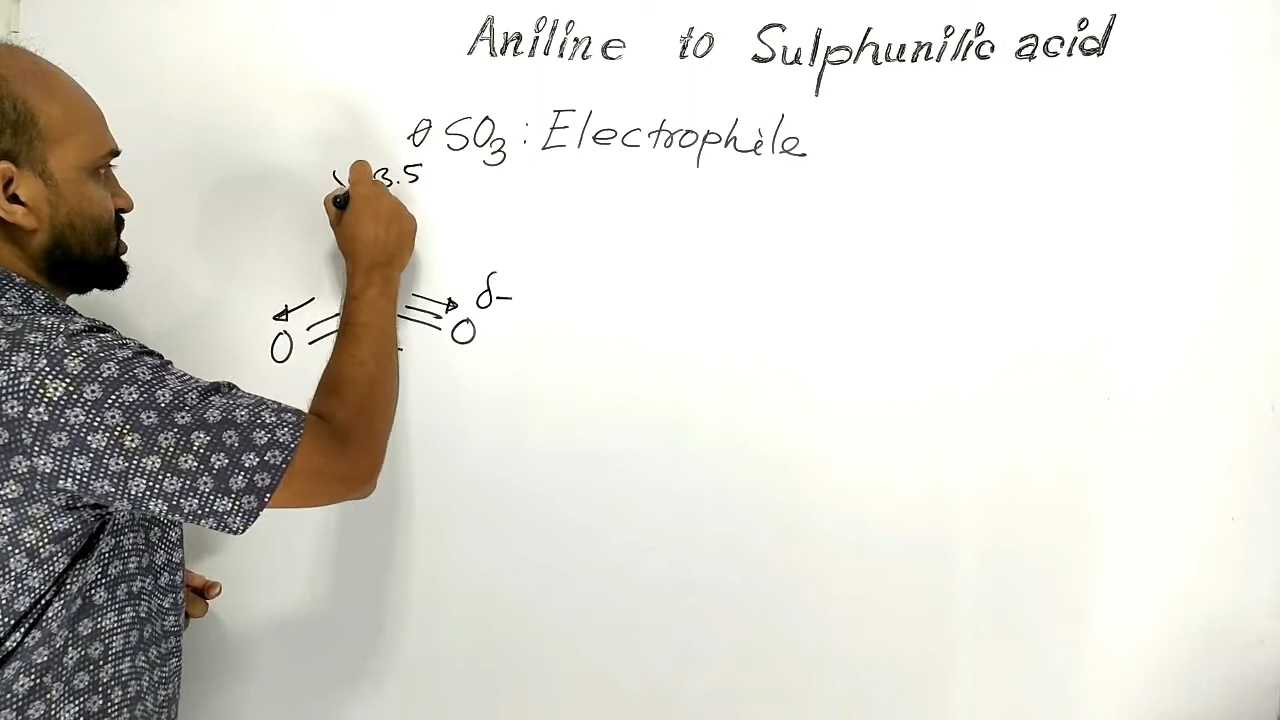 Aniline to Sulphunilic acid
θ SO3 : Electrophile
3.5
δ-
O O